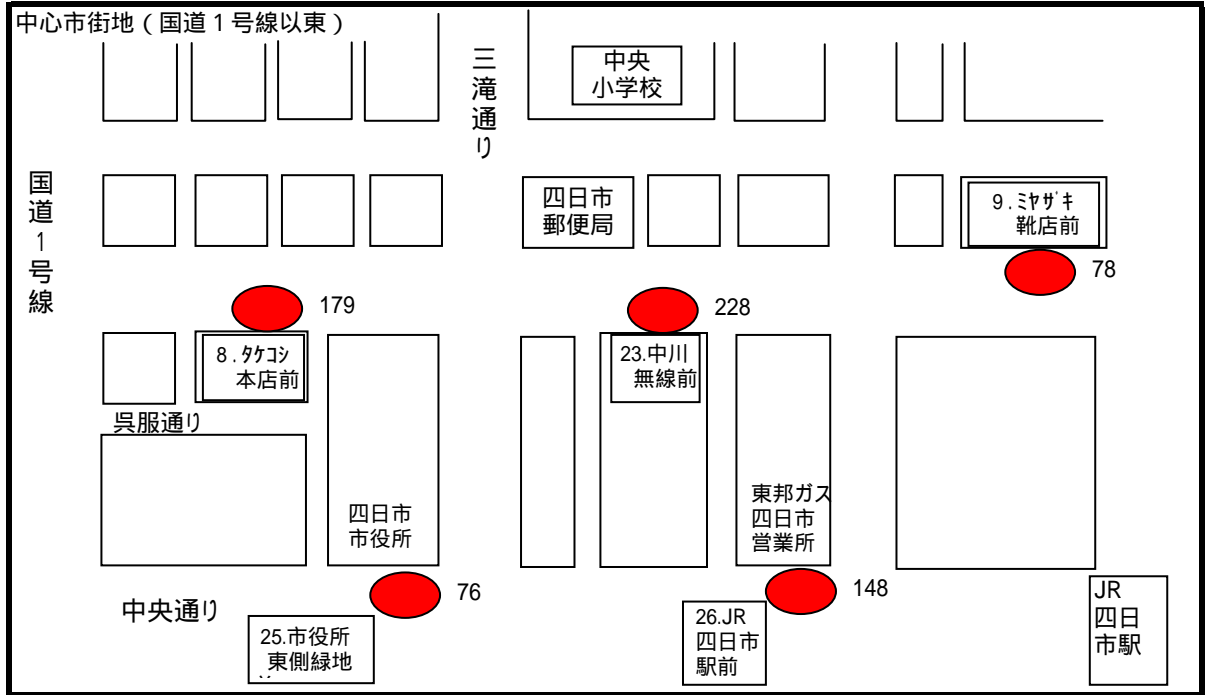 中心市街地（国道１号線以東）
三滝通り
中央
小学校
国道1号線
四日市
郵便局
9.ﾐﾔｻﾞｷ
靴店前
78
179
228
8.ﾀｹｺｼ
本店前
23.中川
無線前
呉服通り
四日市
市役所
東邦ガス
四日市
営業所
76
148
中央通り
25.市役所
東側緑地
26.JR
四日市
駅前
JR
四日
市駅